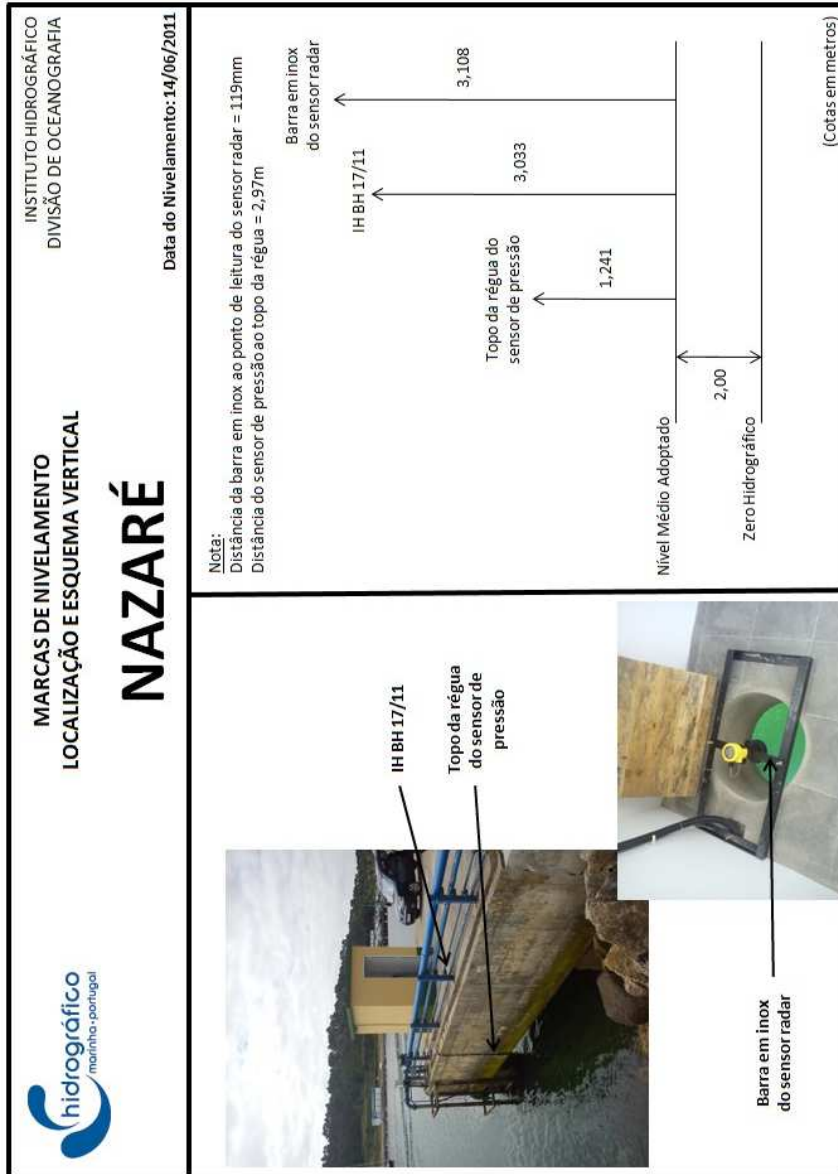 hidrográfico
marinha • portugal
MARCAS DE NIVELAMENTO
LOCALIZAÇÃO E ESQUEMA VERTICAL
NAZARÉ
INSTITUTO HIDROGRÁFICO
DIVISÃO DE OCEANOGRAFIA
Data do Nivelamento: 14/06/2011
IH BH 17/11
Topo da régua
do sensor de
pressão
Barra em inox
do sensor radar
Nota:
Distância da barra em inox ao ponto de leitura do sensor radar = 119mm
Distância do sensor de pressão ao topo da régua = 2,97m
Barra em inox
do sensor radar
IH BH 17/11
Topo da régua do
sensor de pressão
3,108
3,033
1,241
Nível Médio Adoptado
2,00
Zero Hidrográfico
(Cotas em metros)